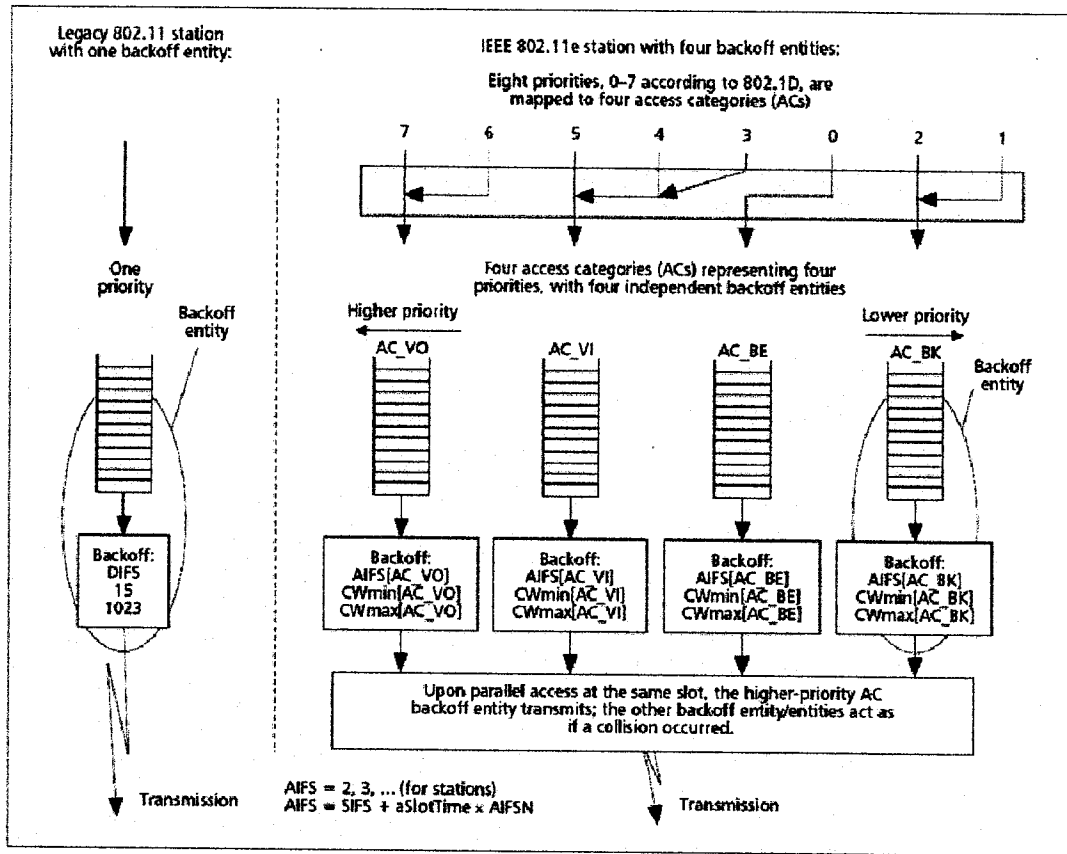 Legacy 802.11 station
with one backoff entity:
IEEE 802.11e station with four backoff entities:
Eight priorities, 0–7 according to 802.1D, are
mapped to four access categories (ACs)
7 6 5 4 3 0 2 1
One
priority
Four access categories (ACs) representing four
priorities, with four independent backoff entities
Backoff
entity
Higher priority
Lower priority
AC_VO AC_VI AC_BE AC_BK
Backoff
entity
Backoff:
DIFS
15
1023
Backoff:
AIFS[AC_VO]
CWmin[AC_VO]
CWmax[AC_VO]
Backoff:
AIFS[AC_VI]
CWmin[AC_VI]
CWmax[AC_VI]
Backoff:
AIFS[AC_BE]
CWmin[AC_BE]
CWmax[AC_BE]
Backoff:
AIFS[AC_BK]
CWmin[AC_BK]
CWmax[AC_BK]
Upon parallel access at the same slot, the higher-priority AC
backoff entity transmits; the other backoff entity/entities act as
if a collision occurred.
Transmission
AIFS = 2, 3, ... (for stations)
AIFS = SIFS + aSlotTime × AIFSN
Transmission